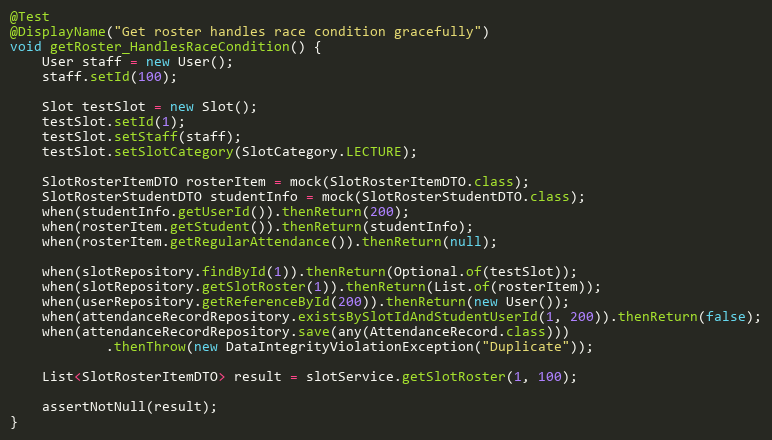 @Test
@DisplayName("Get roster handles race condition gracefully")
void getRoster_HandlesRaceCondition() {
    User staff = new User();
    staff.setId(100);

    Slot testSlot = new Slot();
    testSlot.setId(1);
    testSlot.setStaff(staff);
    testSlot.setSlotCategory(SlotCategory.LECTURE);

    SlotRosterItemDTO rosterItem = mock(SlotRosterItemDTO.class);
    SlotRosterStudentDTO studentInfo = mock(SlotRosterStudentDTO.class);
    when(studentInfo.getUserId()).thenReturn(200);
    when(rosterItem.getStudent()).thenReturn(studentInfo);
    when(rosterItem.getRegularAttendance()).thenReturn(null);

    when(slotRepository.findById(1)).thenReturn(Optional.of(testSlot));
    when(slotRepository.getSlotRoster(1)).thenReturn(List.of(rosterItem));
    when(userRepository.getReferenceById(200)).thenReturn(new User());
    when(attendanceRecordRepository.existsBySlotIdAndStudentUserId(1, 200)).thenReturn(false);
    when(attendanceRecordRepository.save(any(AttendanceRecord.class)))
            .thenThrow(new DataIntegrityViolationException("Duplicate"));

    List<SlotRosterItemDTO> result = slotService.getSlotRoster(1, 100);

    assertNotNull(result);
}